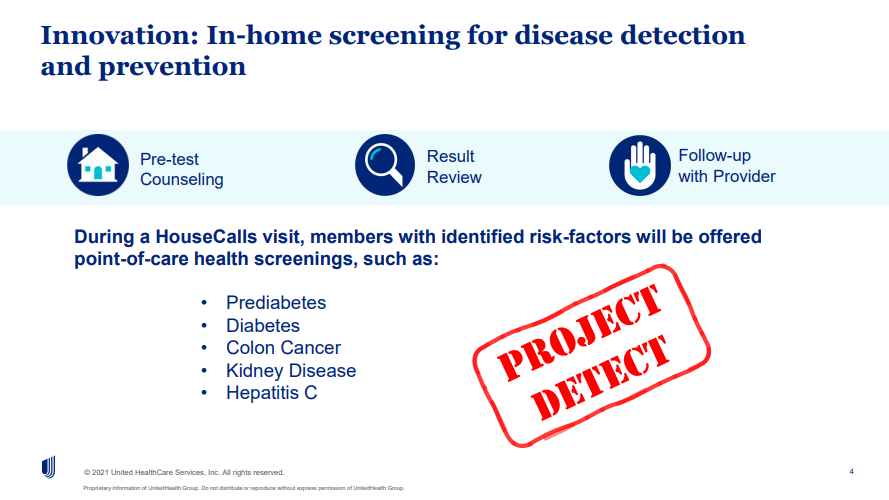 Innovation: In-home screening for disease detection
and prevention
Pre-test
Counseling
Result
Review
Follow-up
with Provider
During a HouseCalls visit, members with identified risk-factors will be offered
point-of-care health screenings, such as:
• Prediabetes
• Diabetes
• Colon Cancer
• Kidney Disease
• Hepatitis C
PROJECT
DETECT
© 2021 United HealthCare Services, Inc. All rights reserved.
4
Proprietary information of UnitedHealth Group. Do not distribute or reproduce without express permission of UnitedHealth Group.